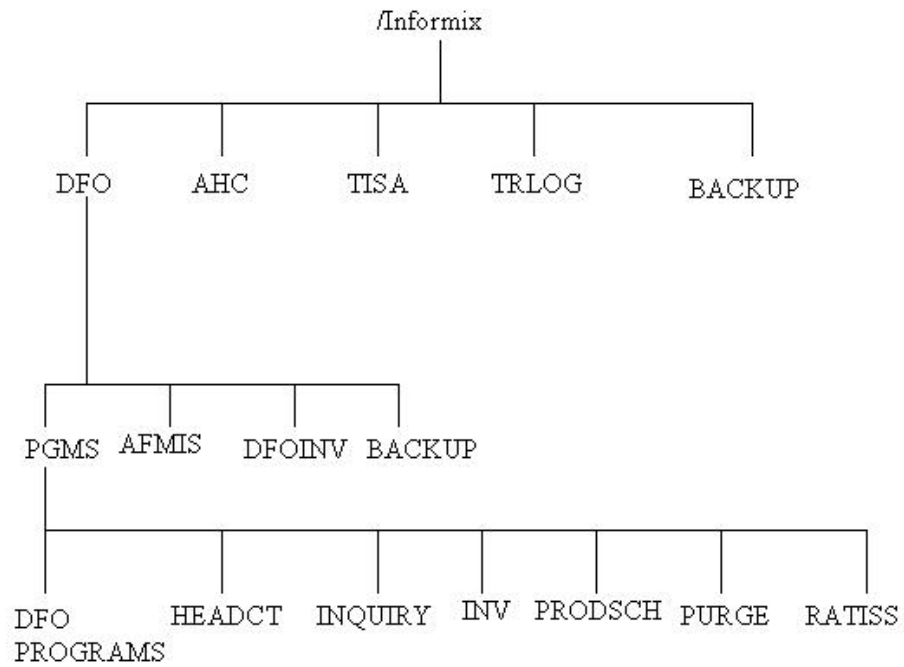 /Informix
DFO AHC TISA TRLOG BACKUP
PGMS AFMIS DFOINV BACKUP
DFO HEADCT INQUIRY INV PRODSCH PURGE RATISS
PROGRAMS